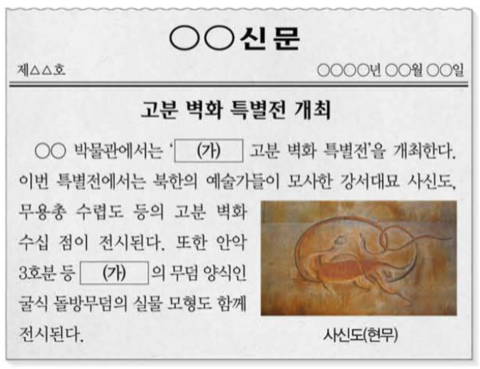 ○○신문
제△△호 ○○○○년 ○○월 ○○일
고분 벽화 특별전 개최
○○ 박물관에서는 ‘ (가) 고분 벽화 특별전’을 개최한다.
이번 특별전에서는 북한의 예술가들이 모사한 강서대묘 사신도,
무용총 수렵도 등의 고분 벽화
수십 점이 전시된다. 또한 안악
3호분 등 (가) 의 무덤 양식인
굴식 돌방무덤의 실물 모형도 함께
전시된다.
사신도(현무)